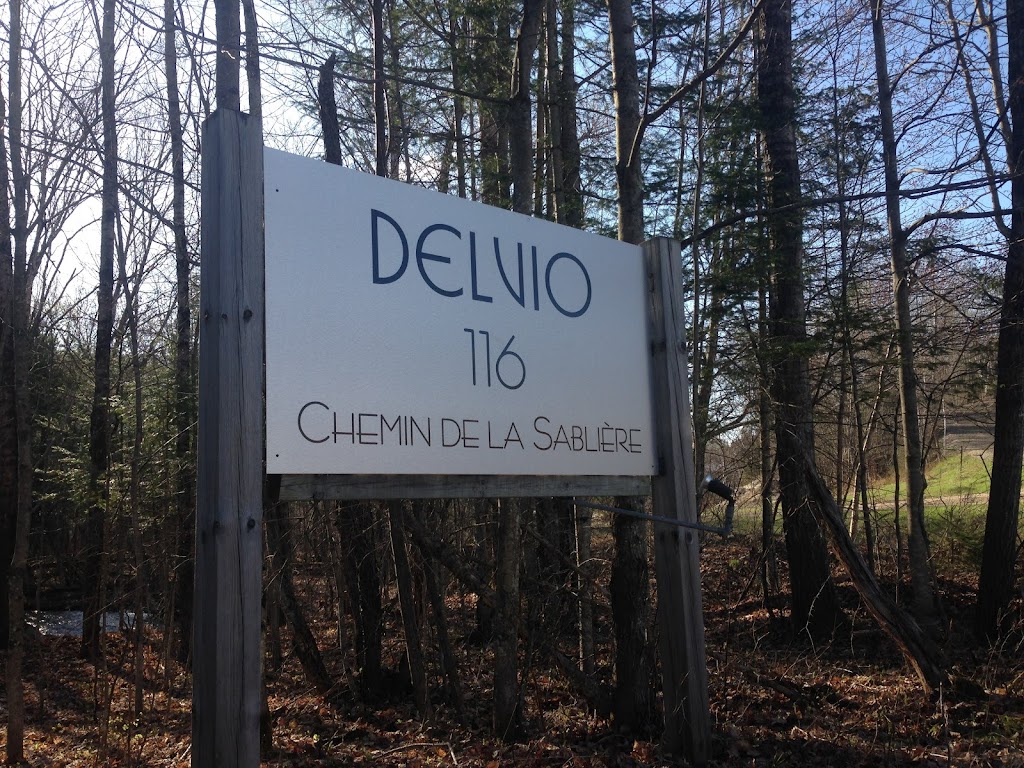 DELVIO
116
CHEMIN DE LA SABLIÈRE